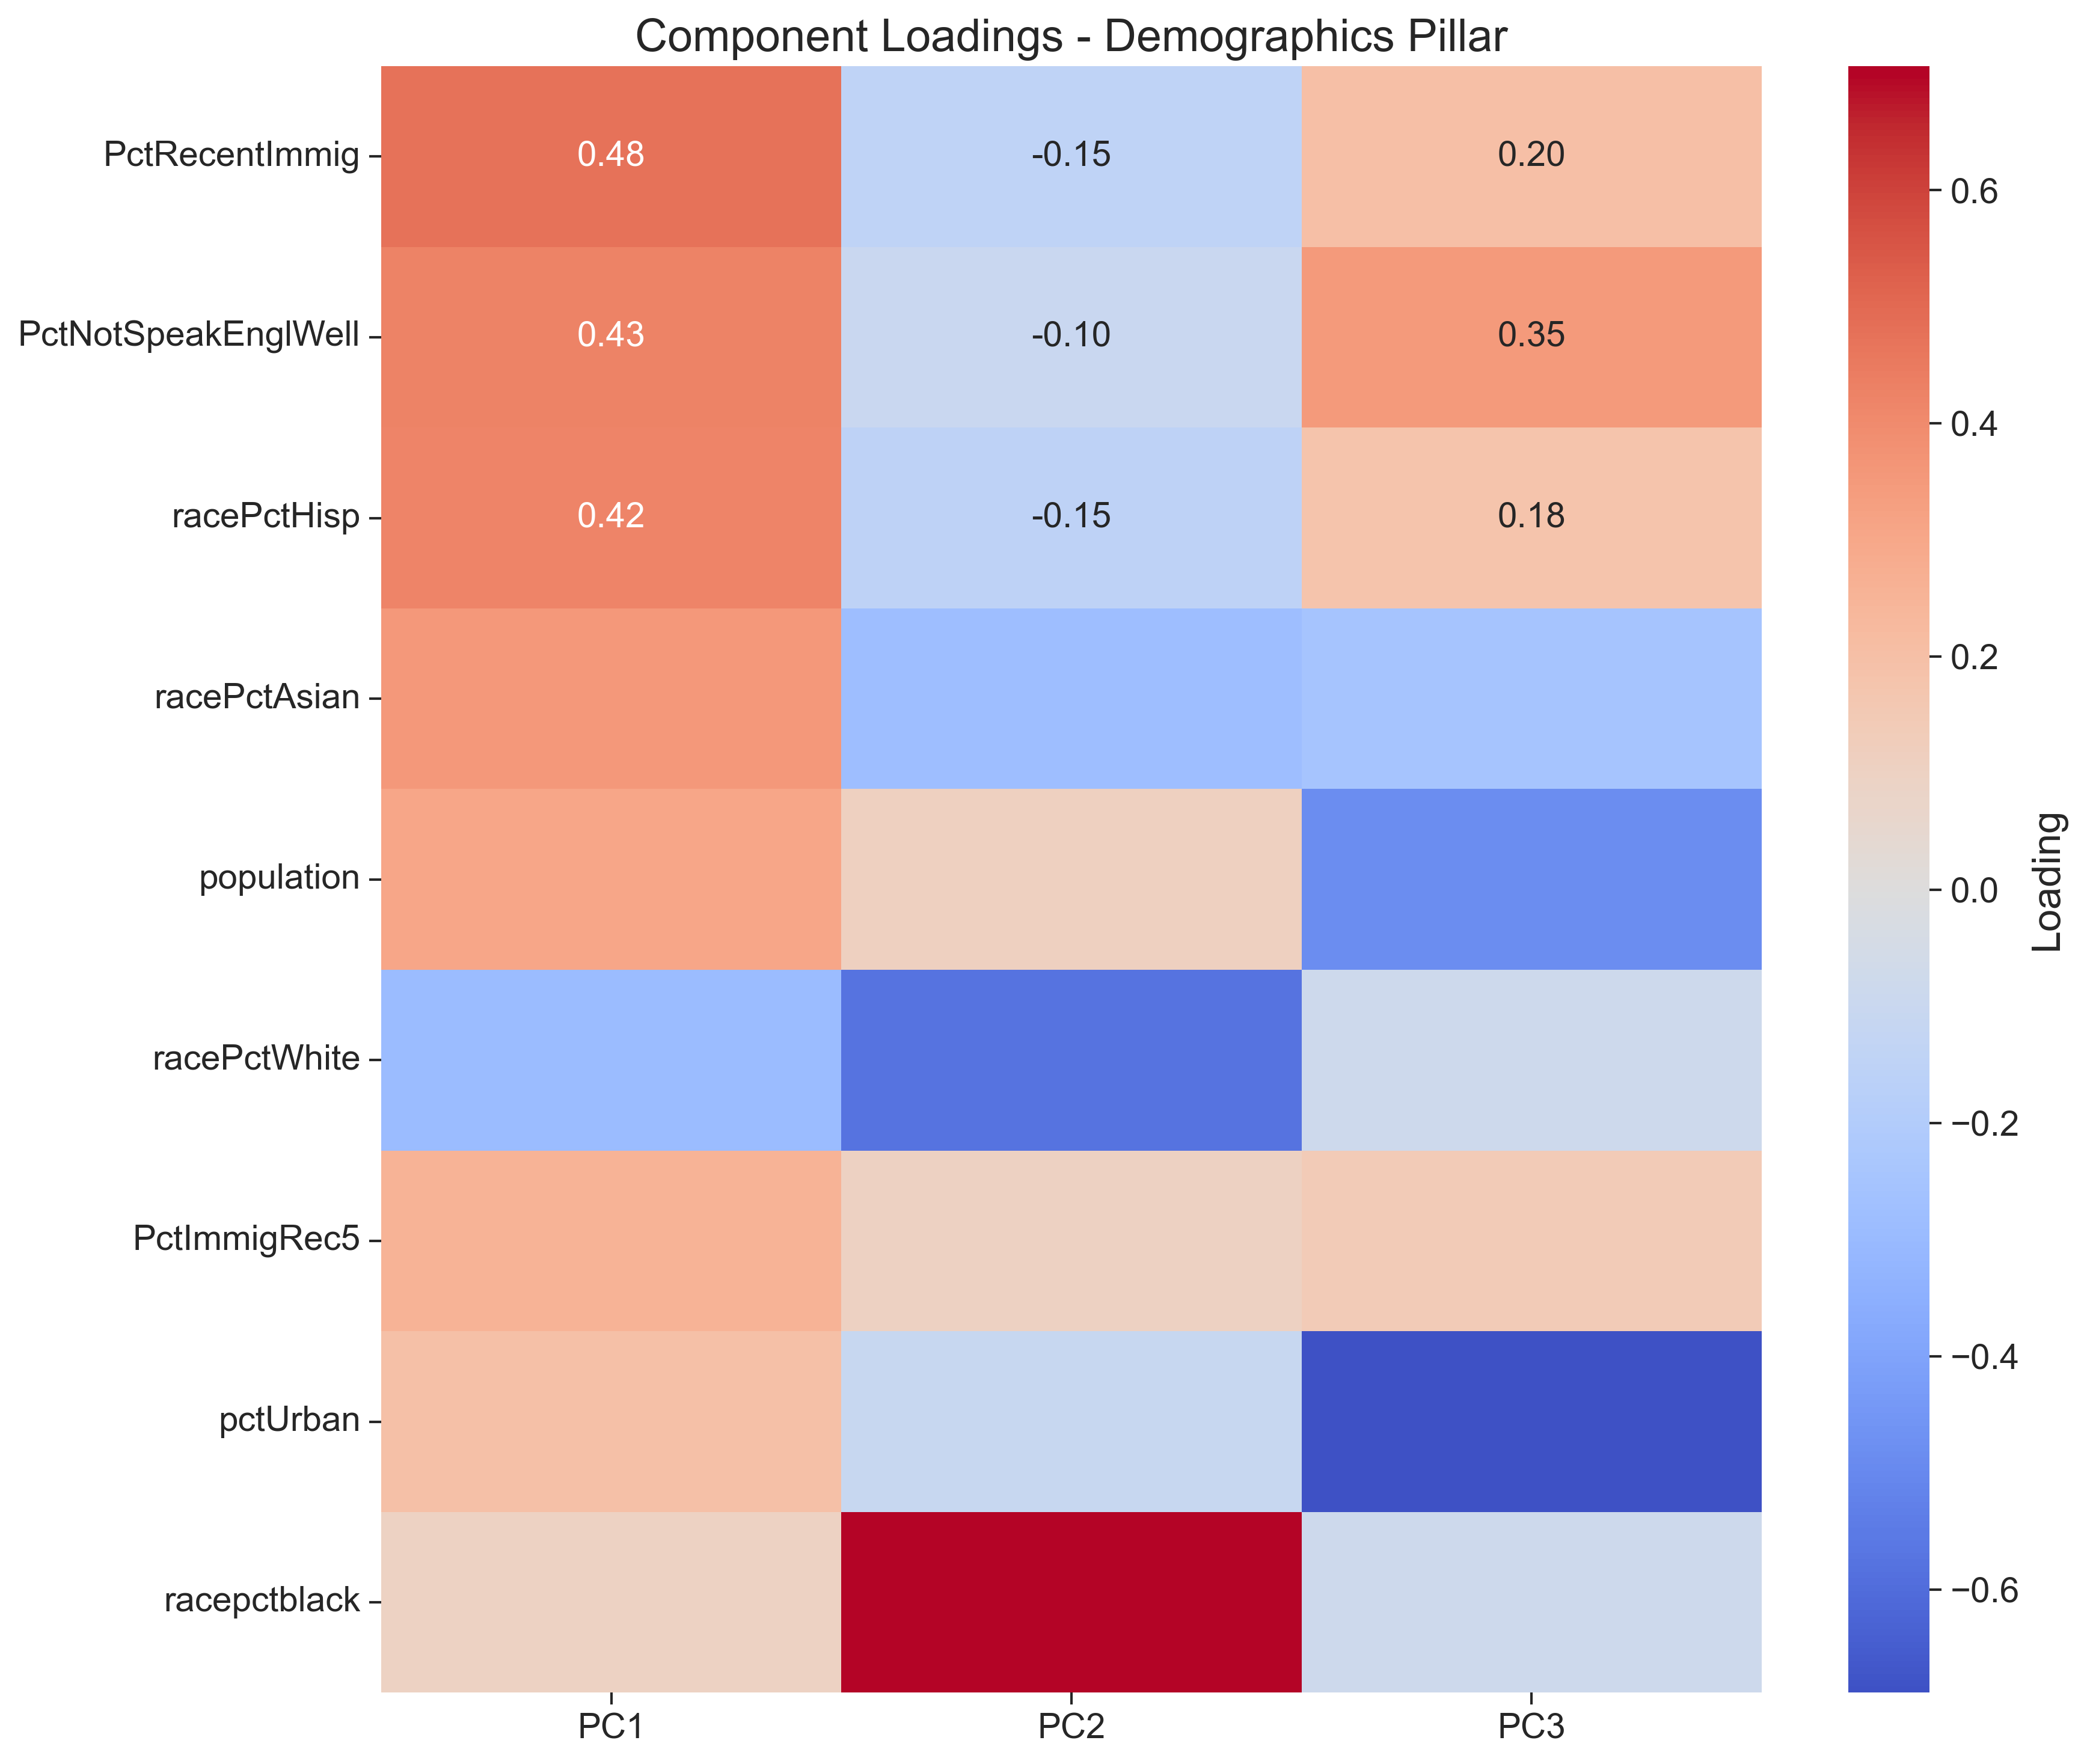 Component Loadings - Demographics Pillar
PctRecentImmig 0.48 -0.15 0.20
PctNotSpeakEnglWell 0.43 -0.10 0.35
racePctHisp 0.42 -0.15 0.18
racePctAsian
population
racePctWhite
PctImmigRec5
pctUrban
racepctblack
PC1 PC2 PC3
0.6
0.4
0.2
0.0
−0.2
−0.4
−0.6
Loading